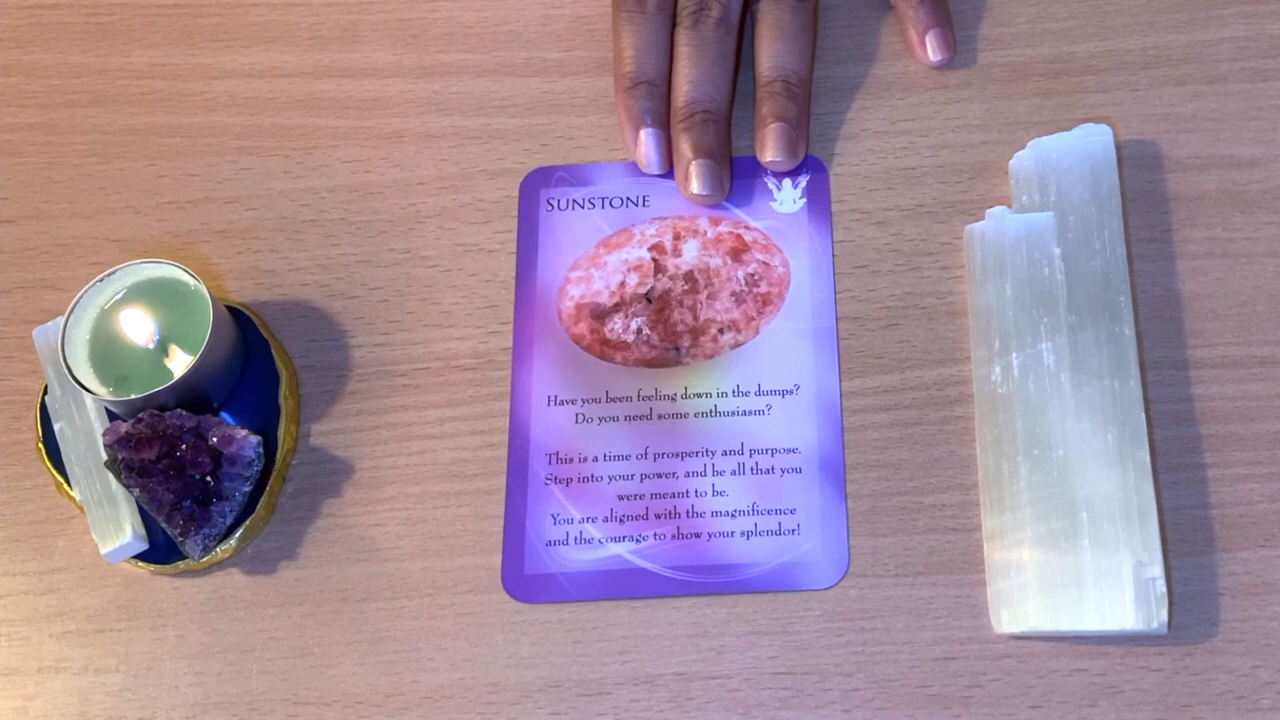 SUNSTONE
Have you been feeling down in the dumps?
Do you need some enthusiasm?
This is a time of prosperity and purpose.
Step into your power, and be all that you
were meant to be.
You are aligned with the magnificence
and the courage to show your splendor!